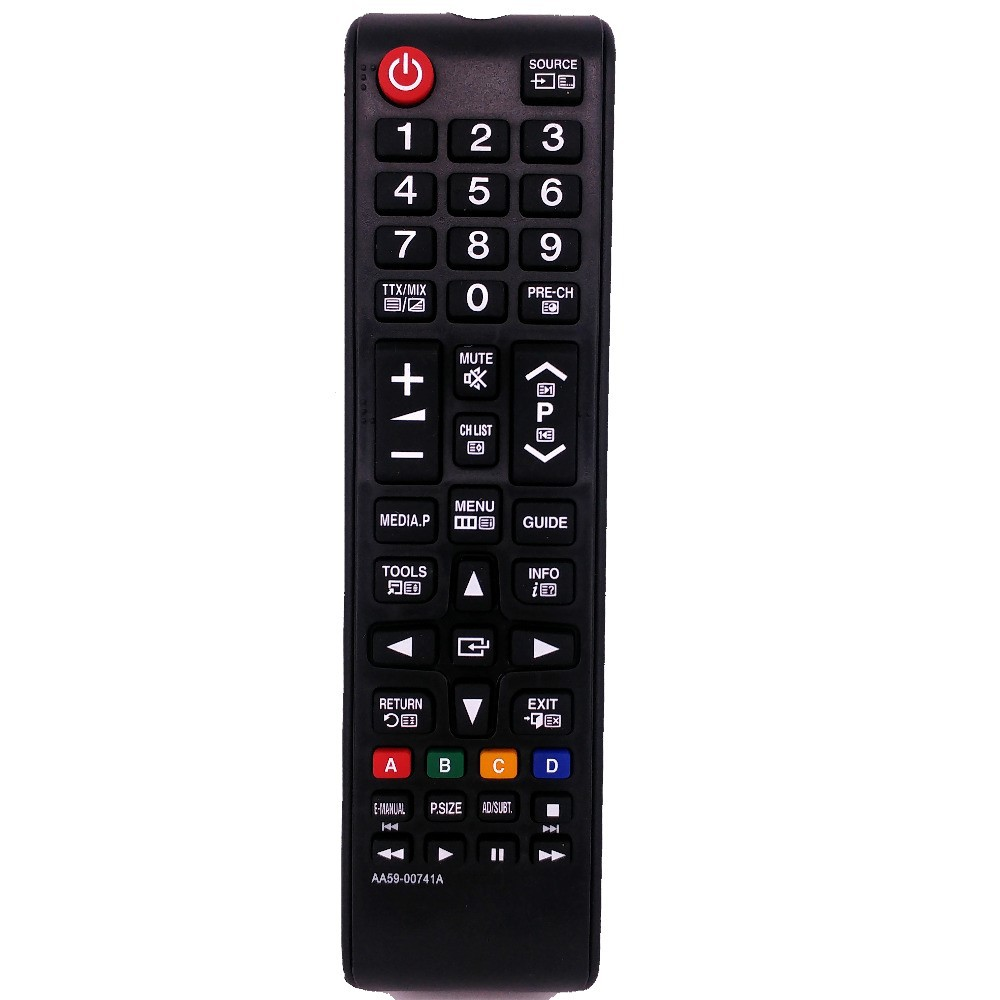 SOURCE
1 2 3
4 5 6
7 8 9
TTX/MIX 0 PRE-CH
MUTE
P
CH LIST
MEDIA.P MENU GUIDE
TOOLS INFO
RETURN EXIT
A B C D
E-MANUAL P.SIZE AD/SUBT.
AA59-00741A